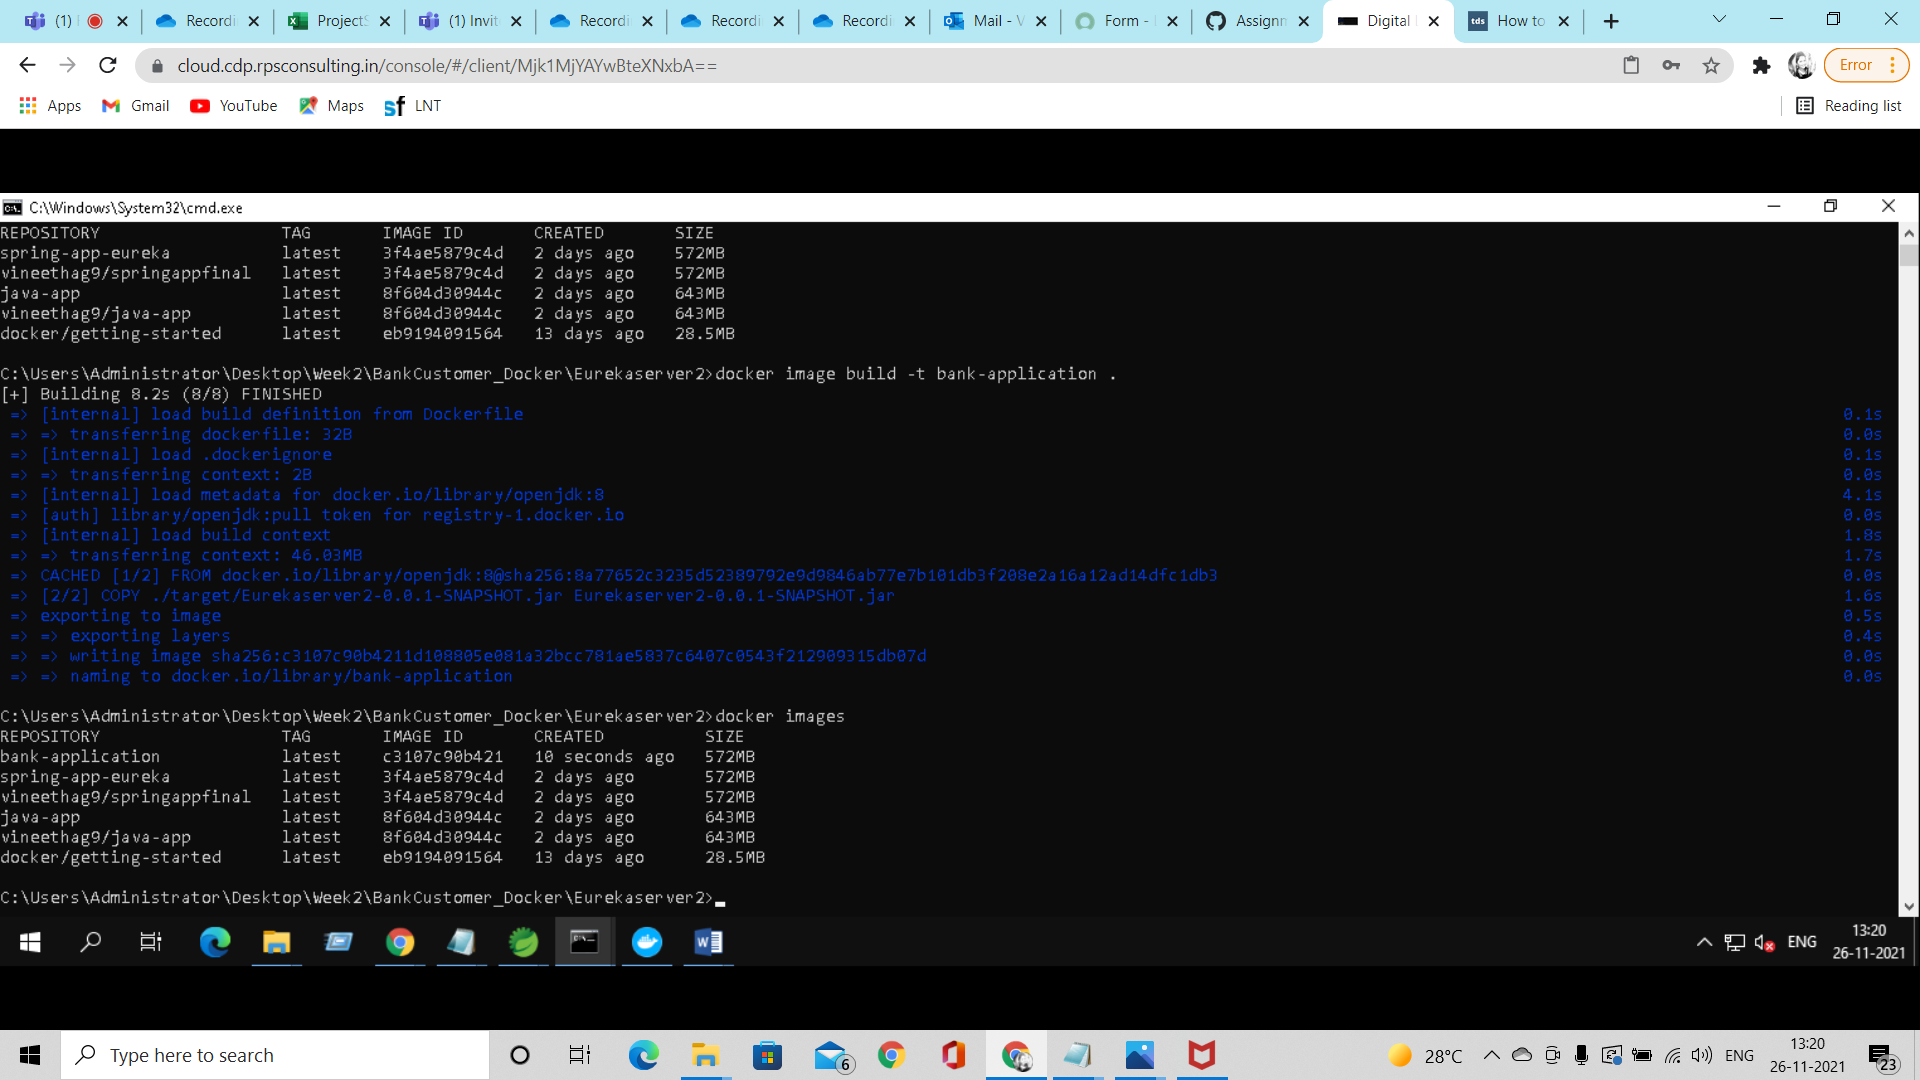 (1)
Recordi
ProjectS
(1) Invit
Recordi
Recordi
Recordi
Mail - V
Form -
Assignm
Digital
How to
cloud.cdp.rpsconsulting.in/console/#/client/Mjk1MjYAYwBteXNxbA==
Error
Apps Gmail YouTube Maps sf LNT
Reading list
C:\Windows\System32\cmd.exe
REPOSITORY TAG IMAGE ID CREATED SIZE
spring-app-eureka latest 3f4ae5879c4d 2 days ago 572MB
vineethag9/springappfinal latest 3f4ae5879c4d 2 days ago 572MB
java-app latest 8f604d30944c 2 days ago 643MB
vineethag9/java-app latest 8f604d30944c 2 days ago 643MB
docker/getting-started latest eb9194091564 13 days ago 28.5MB
C:\Users\Administrator\Desktop\Week2\BankCustomer_Docker\Eurekaserver2>docker image build -t bank-application .
[+] Building 8.2s (8/8) FINISHED
=> [internal] load build definition from Dockerfile 0.1s
=> => transferring dockerfile: 32B 0.0s
=> [internal] load .dockerignore 0.1s
=> => transferring context: 2B 0.0s
=> [internal] load metadata for docker.io/library/openjdk:8 4.1s
=> [auth] library/openjdk:pull token for registry-1.docker.io 0.0s
=> [internal] load build context 1.8s
=> => transferring context: 46.03MB 1.7s
=> CACHED [1/2] FROM docker.io/library/openjdk:8@sha256:8a77652c3235d52389792e9d9846ab77e7b101db3f208e2a16a12ad14dfc1db3 0.0s
=> [2/2] COPY ./target/Eurekaserver2-0.0.1-SNAPSHOT.jar Eurekaserver2-0.0.1-SNAPSHOT.jar 1.6s
=> exporting to image 0.5s
=> => exporting layers 0.4s
=> => writing image sha256:c3107c90b4211d108805e081a32bcc781ae5837c6407c0543f212909315db07d 0.0s
=> => naming to docker.io/library/bank-application 0.0s
C:\Users\Administrator\Desktop\Week2\BankCustomer_Docker\Eurekaserver2>docker images
REPOSITORY TAG IMAGE ID CREATED SIZE
bank-application latest c3107c90b421 10 seconds ago 572MB
spring-app-eureka latest 3f4ae5879c4d 2 days ago 572MB
vineethag9/springappfinal latest 3f4ae5879c4d 2 days ago 572MB
java-app latest 8f604d30944c 2 days ago 643MB
vineethag9/java-app latest 8f604d30944c 2 days ago 643MB
docker/getting-started latest eb9194091564 13 days ago 28.5MB
C:\Users\Administrator\Desktop\Week2\BankCustomer_Docker\Eurekaserver2>_
ENG
13:20
26-11-2021
Type here to search
6
28°C
ENG
13:20
26-11-2021
23